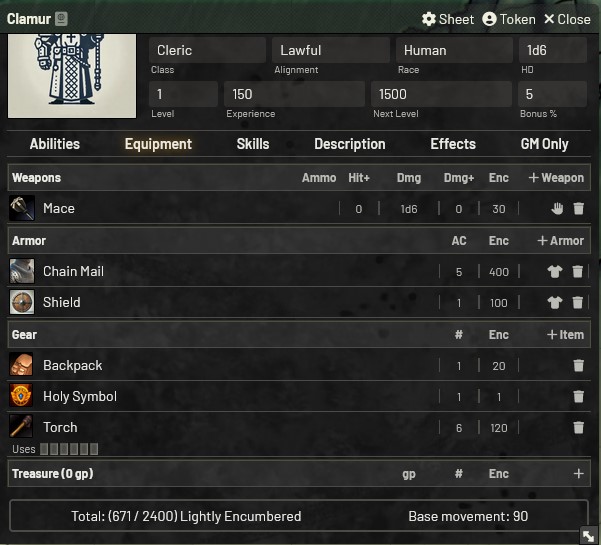 Clamur Sheet Token Close
Cleric Lawful Human 1d6
Class Alignment Race HD
1 150 1500 5
Level Experience Next Level Bonus %
Abilities Equipment Skills Description Effects GM Only
Weapons Ammo Hit+ Dmg Dmg+ Enc +Weapon
Mace 0 1d6 0 30
Armor AC Enc +Armor
Chain Mail 5 400
Shield 1 100
Gear # Enc +Item
Backpack 1 20
Holy Symbol 1 1
Torch 6 120
Uses
Treasure (0 gp) gp # Enc +
Total: (671 / 2400) Lightly Encumbered Base movement: 90